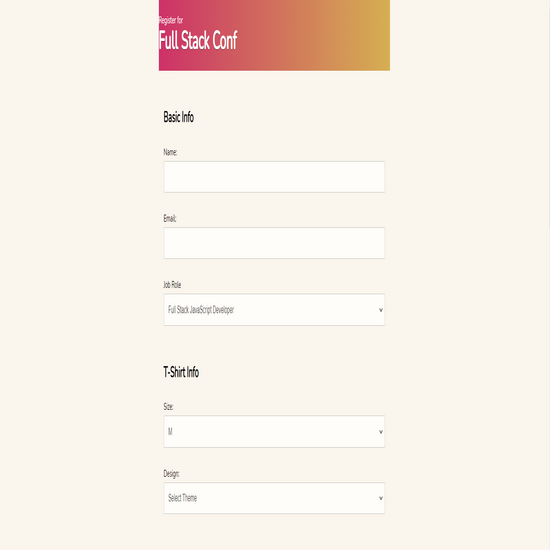 Register for
Full Stack Conf
Basic Info
Name:
Email:
Job Role
Full Stack JavaScript Developer
T-Shirt Info
Size:
M
Design:
Select Theme